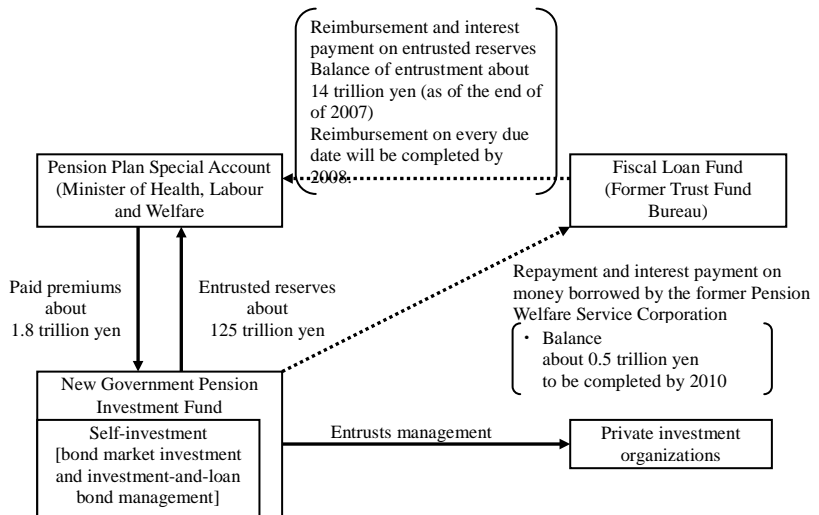 Reimbursement and interest
payment on entrusted reserves
Balance of entrustment about
14 trillion yen (as of the end of
of 2007)
Reimbursement on every due
date will be completed by
2008.
Pension Plan Special Account
(Minister of Health, Labour
and Welfare
Fiscal Loan Fund
(Former Trust Fund
Bureau)
Paid premiums
about
1.8 trillion yen
Entrusted reserves
about
125 trillion yen
Repayment and interest payment on
money borrowed by the former Pension
Welfare Service Corporation
・ Balance
about 0.5 trillion yen
to be completed by 2010
New Government Pension
Investment Fund
Self-investment
[bond market investment
and investment-and-loan
bond management]
Entrusts management
Private investment
organizations